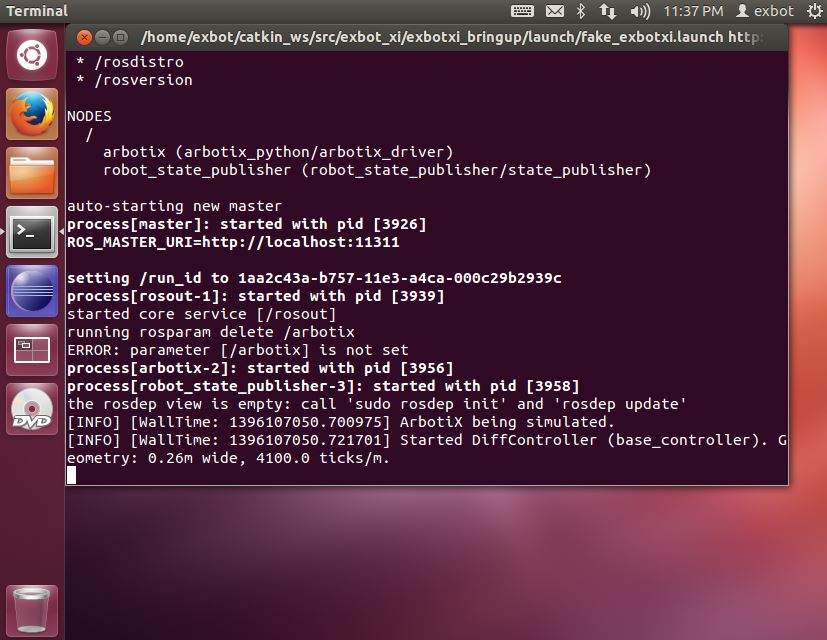 Terminal
11:37 PM
exbot
/home/exbot/catkin_ws/src/exbot_xi/exbotxi_bringup/launch/fake_exbotxi.launch http:
* /rosdistro
* /rosversion
NODES
/
arbotix (arbotix_python/arbotix_driver)
robot_state_publisher (robot_state_publisher/state_publisher)
auto-starting new master
process[master]: started with pid [3926]
ROS_MASTER_URI=http://localhost:11311
setting /run_id to 1aa2c43a-b757-11e3-a4ca-000c29b2939c
process[rosout-1]: started with pid [3939]
started core service [/rosout]
running rosparam delete /arbotix
ERROR: parameter [/arbotix] is not set
process[arbotix-2]: started with pid [3956]
process[robot_state_publisher-3]: started with pid [3958]
the rosdep view is empty: call 'sudo rosdep init' and 'rosdep update'
[INFO] [WallTime: 1396107050.700975] ArbotiX being simulated.
[INFO] [WallTime: 1396107050.721701] Started DiffController (base_controller). G
eometry: 0.26m wide, 4100.0 ticks/m.
>_
DVD